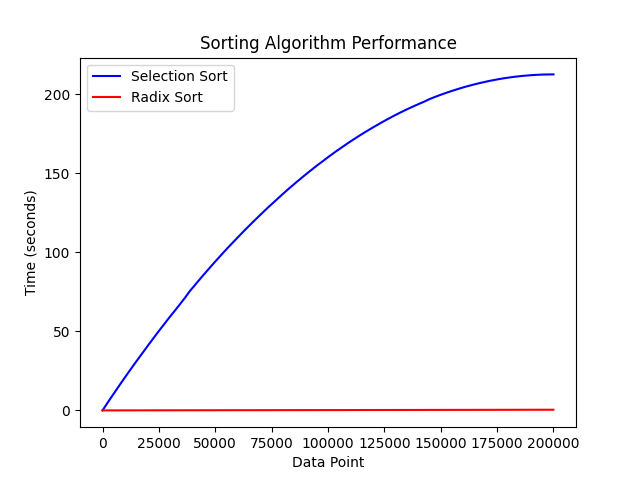 Sorting Algorithm Performance
Selection Sort
Radix Sort
Time (seconds)
200
150
100
50
0
0 25000 50000 75000 100000 125000 150000 175000 200000
Data Point